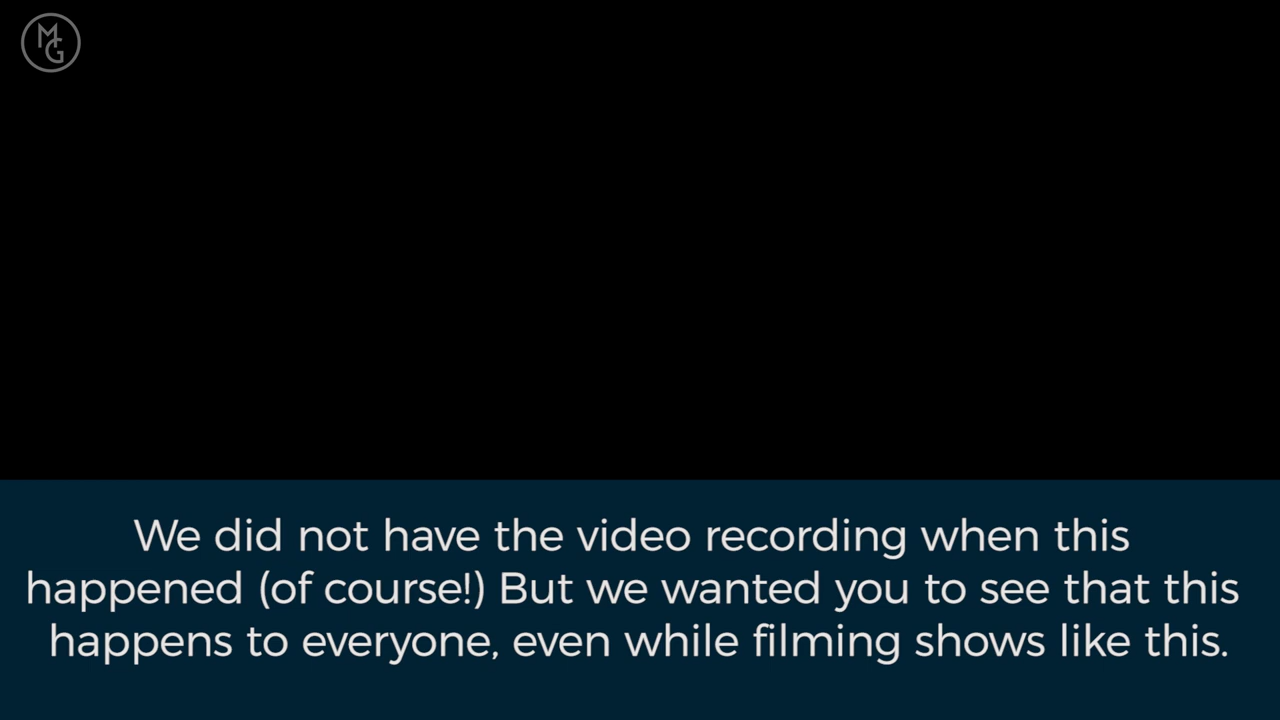 MG
We did not have the video recording when this
happened (of course!) But we wanted you to see that this
happens to everyone, even while filming shows like this.